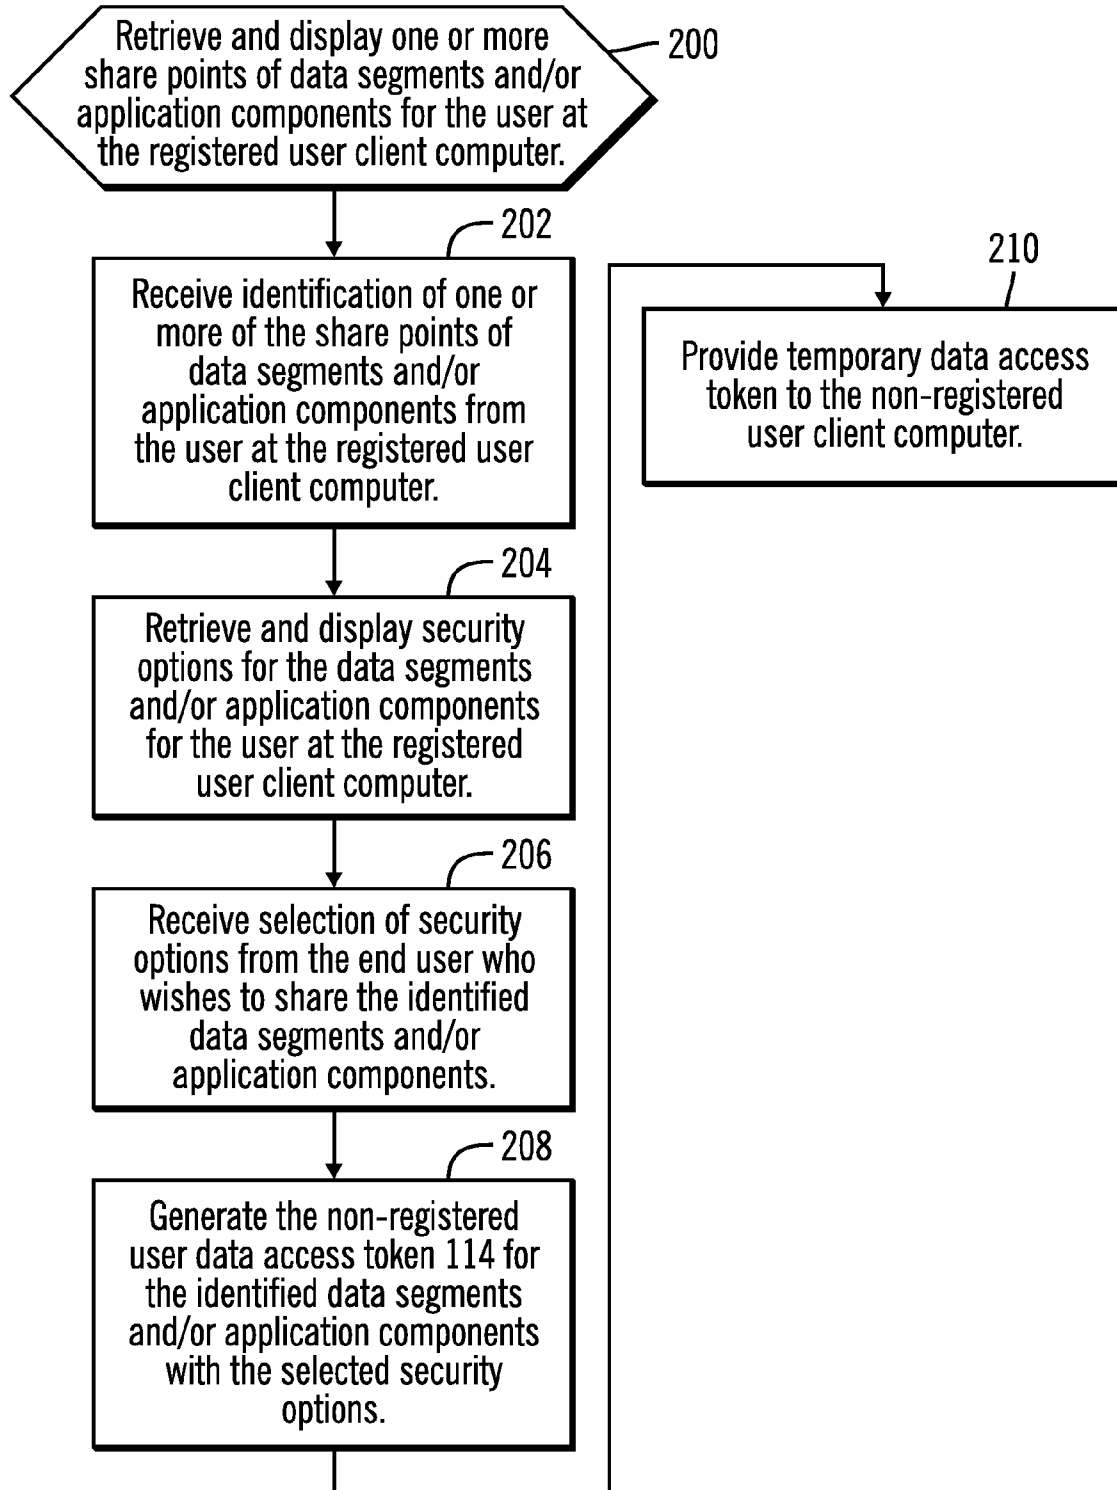 Retrieve and display one or more
share points of data segments and/or
application components for the user at
the registered user client computer.
200
202
Receive identification of one or
more of the share points of
data segments and/or
application components from
the user at the registered user
client computer.
204
Retrieve and display security
options for the data segments
and/or application components
for the user at the registered
user client computer.
206
Receive selection of security
options from the end user who
wishes to share the identified
data segments and/or
application components.
208
Generate the non-registered
user data access token 114 for
the identified data segments
and/or application components
with the selected security
options.
210
Provide temporary data access
token to the non-registered
user client computer.